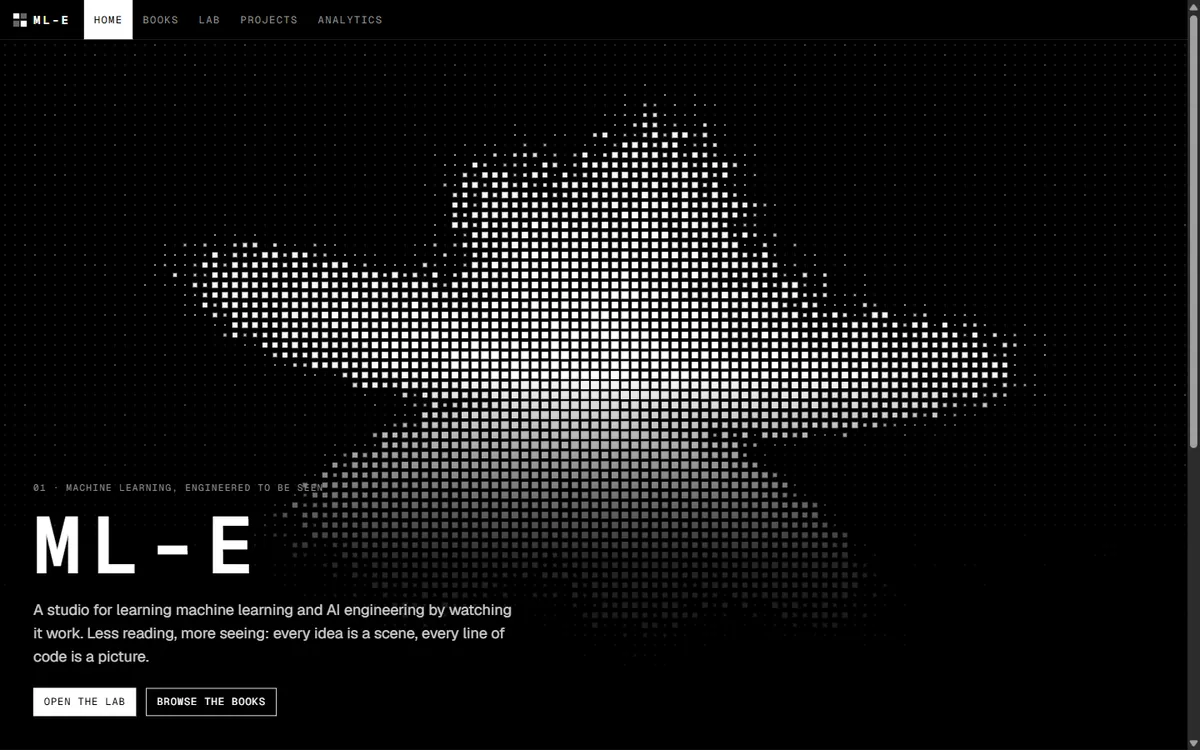 ML-E
HOME
BOOKS
LAB
PROJECTS
ANALYTICS
01 · MACHINE LEARNING, ENGINEERED TO BE SEEN
ML-E
A studio for learning machine learning and AI engineering by watching
it work. Less reading, more seeing: every idea is a scene, every line of
code is a picture.
OPEN THE LAB
BROWSE THE BOOKS